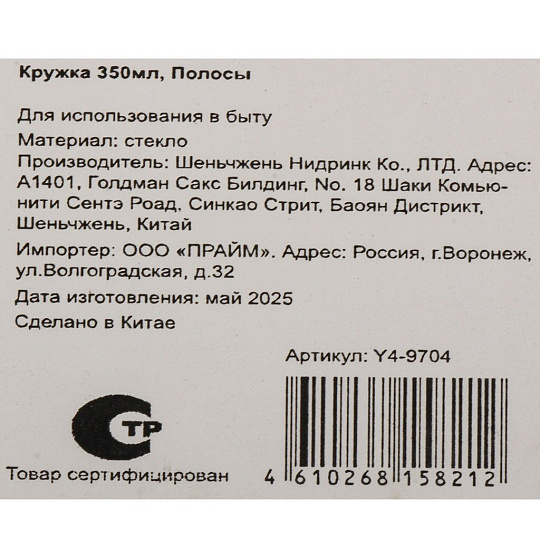 Кружка 350мл, Полосы
Для использования в быту
Материал: стекло
Производитель: Шеньчжень Нидринк Ко., ЛТД. Адрес:
А1401, Голдман Сакс Билдинг, No. 18 Шаки Комью-
нити Сентэ Роад, Синкао Стрит, Баоян Дистрикт,
Шеньчжень, Китай
Импортер: ООО «ПРАЙМ». Адрес: Россия, г.Воронеж,
ул.Волгоградская, д.32
Дата изготовления: май 2025
Сделано в Китае
Артикул: Y4-9704
СТР
Товар сертифицирован
4 610268 158212